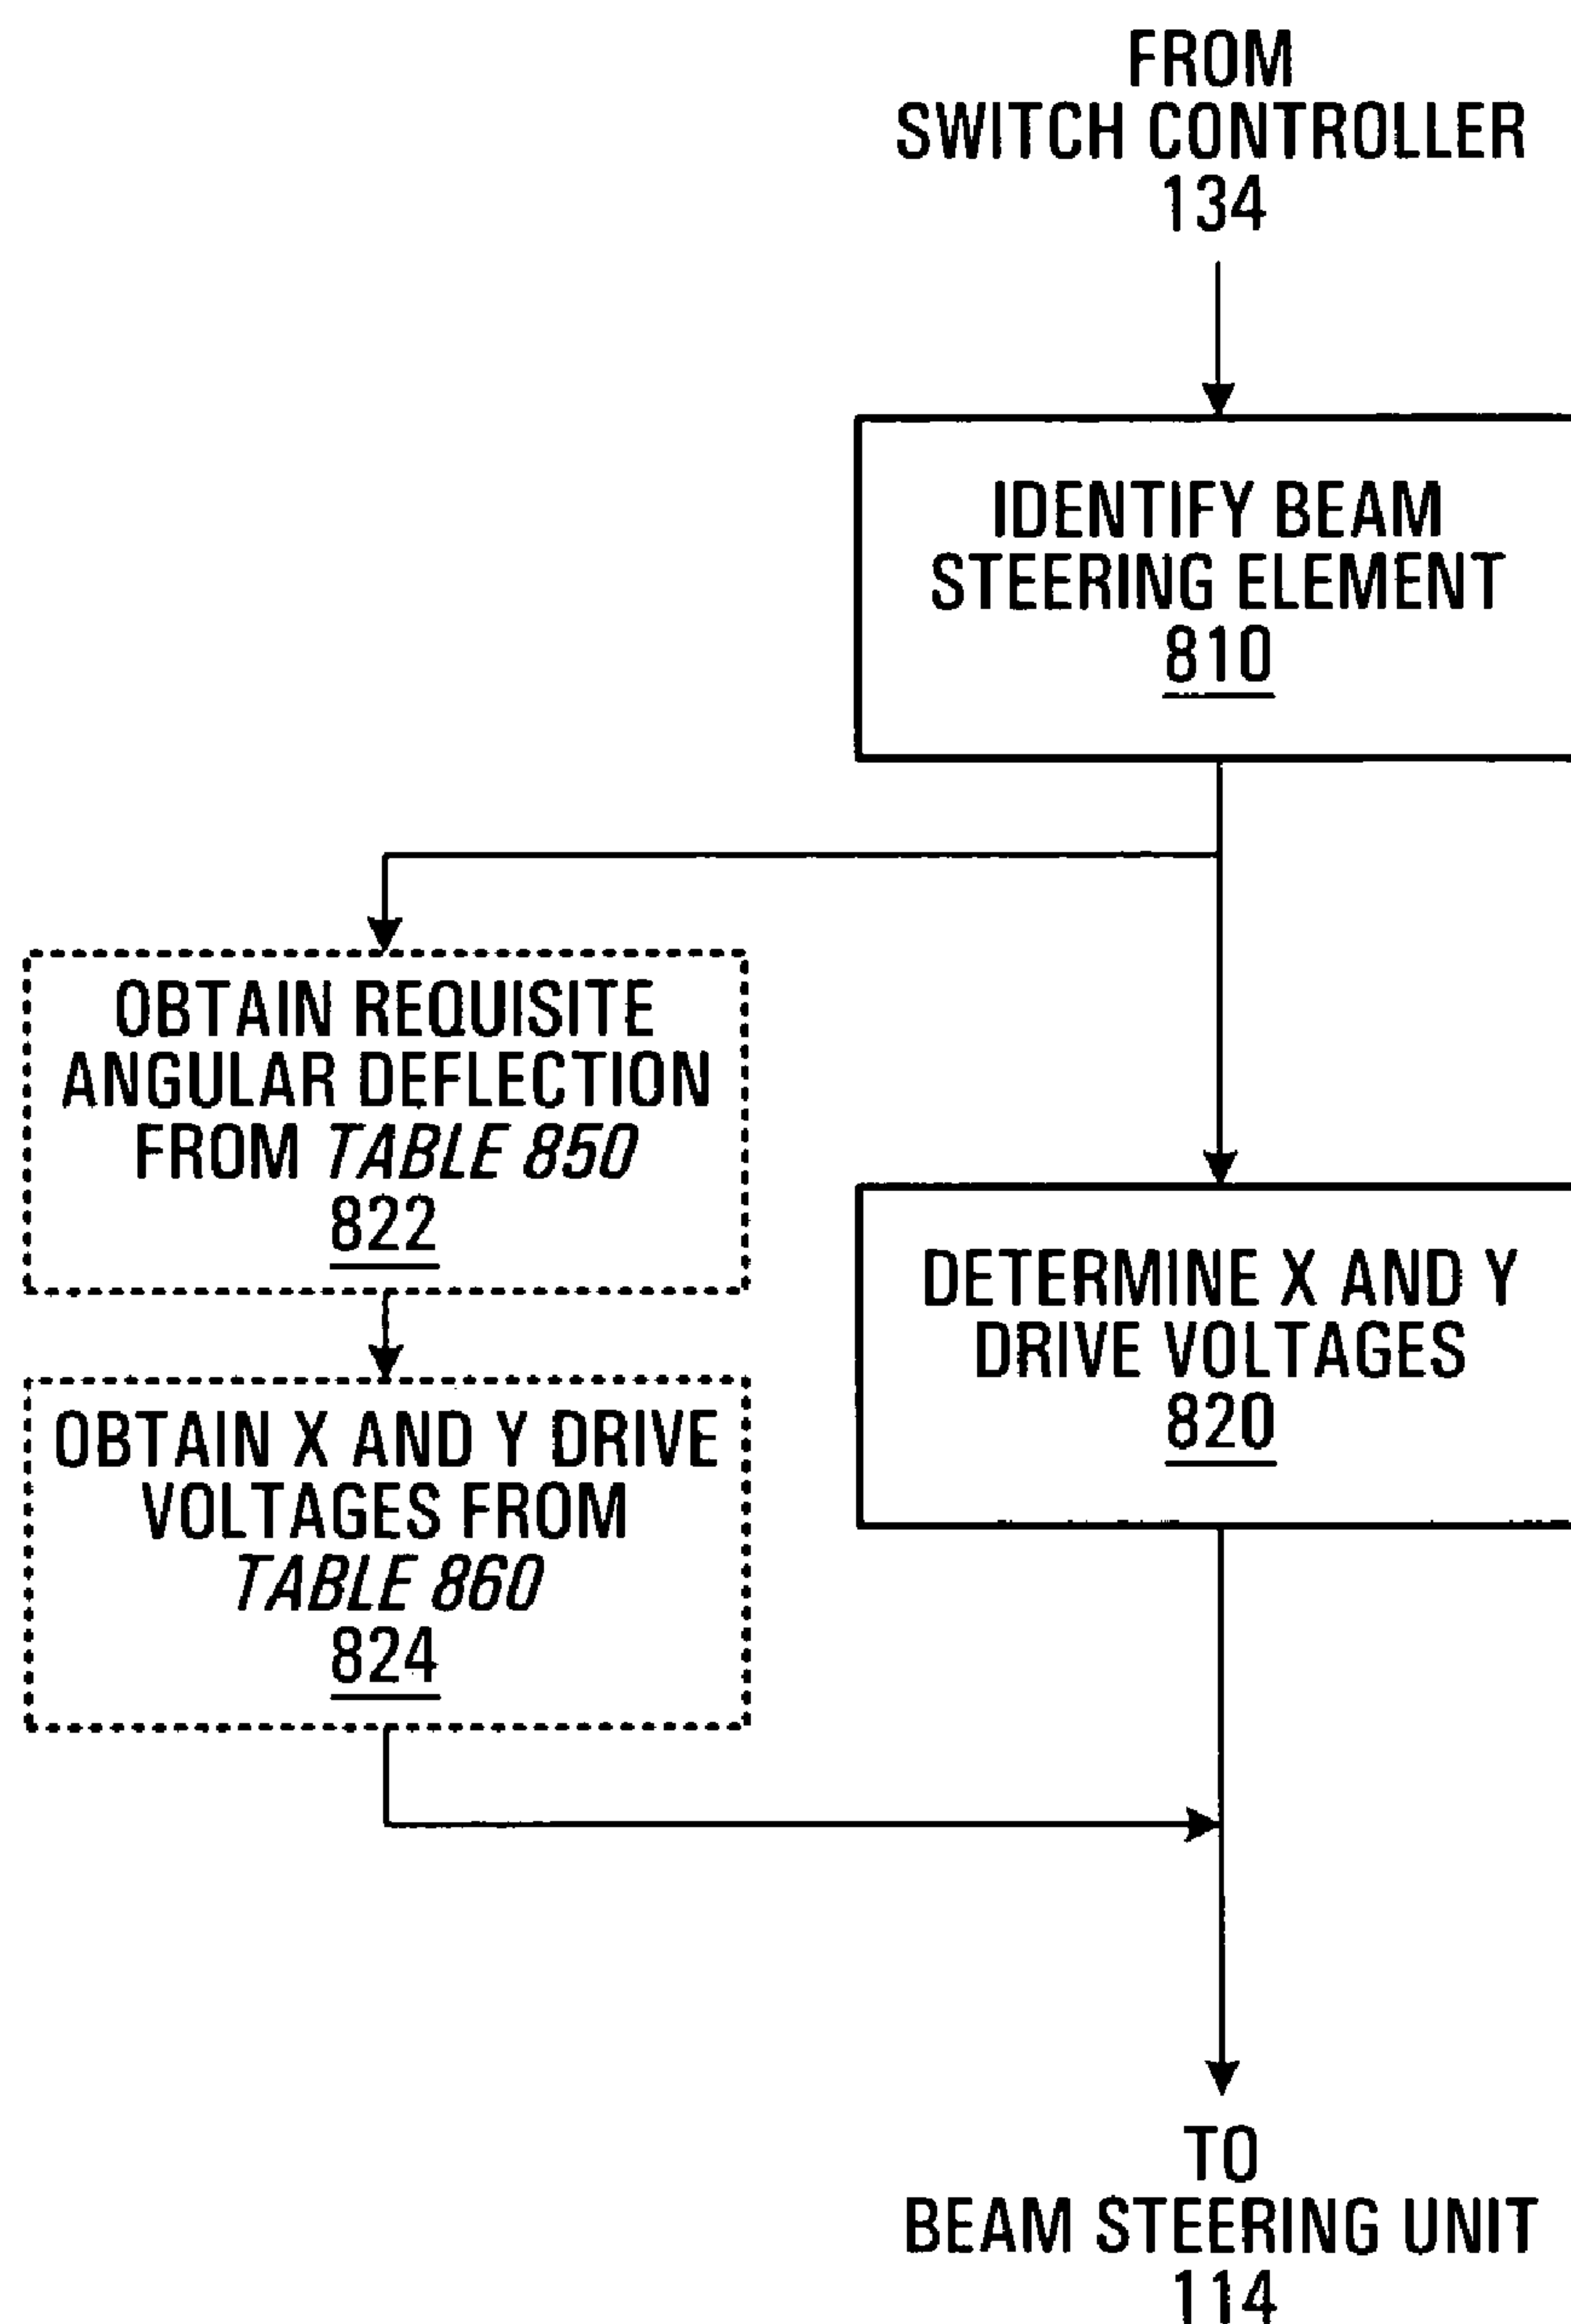 FROM
SWITCH CONTROLLER
134
IDENTIFY BEAM
STEERING ELEMENT
810
OBTAIN REQUISITE
ANGULAR DEFLECTION
FROM TABLE 850
822
DETERMINE X AND Y
DRIVE VOLTAGES
820
OBTAIN X AND Y DRIVE
VOLTAGES FROM
TABLE 860
824
TO
BEAM STEERING UNIT
114